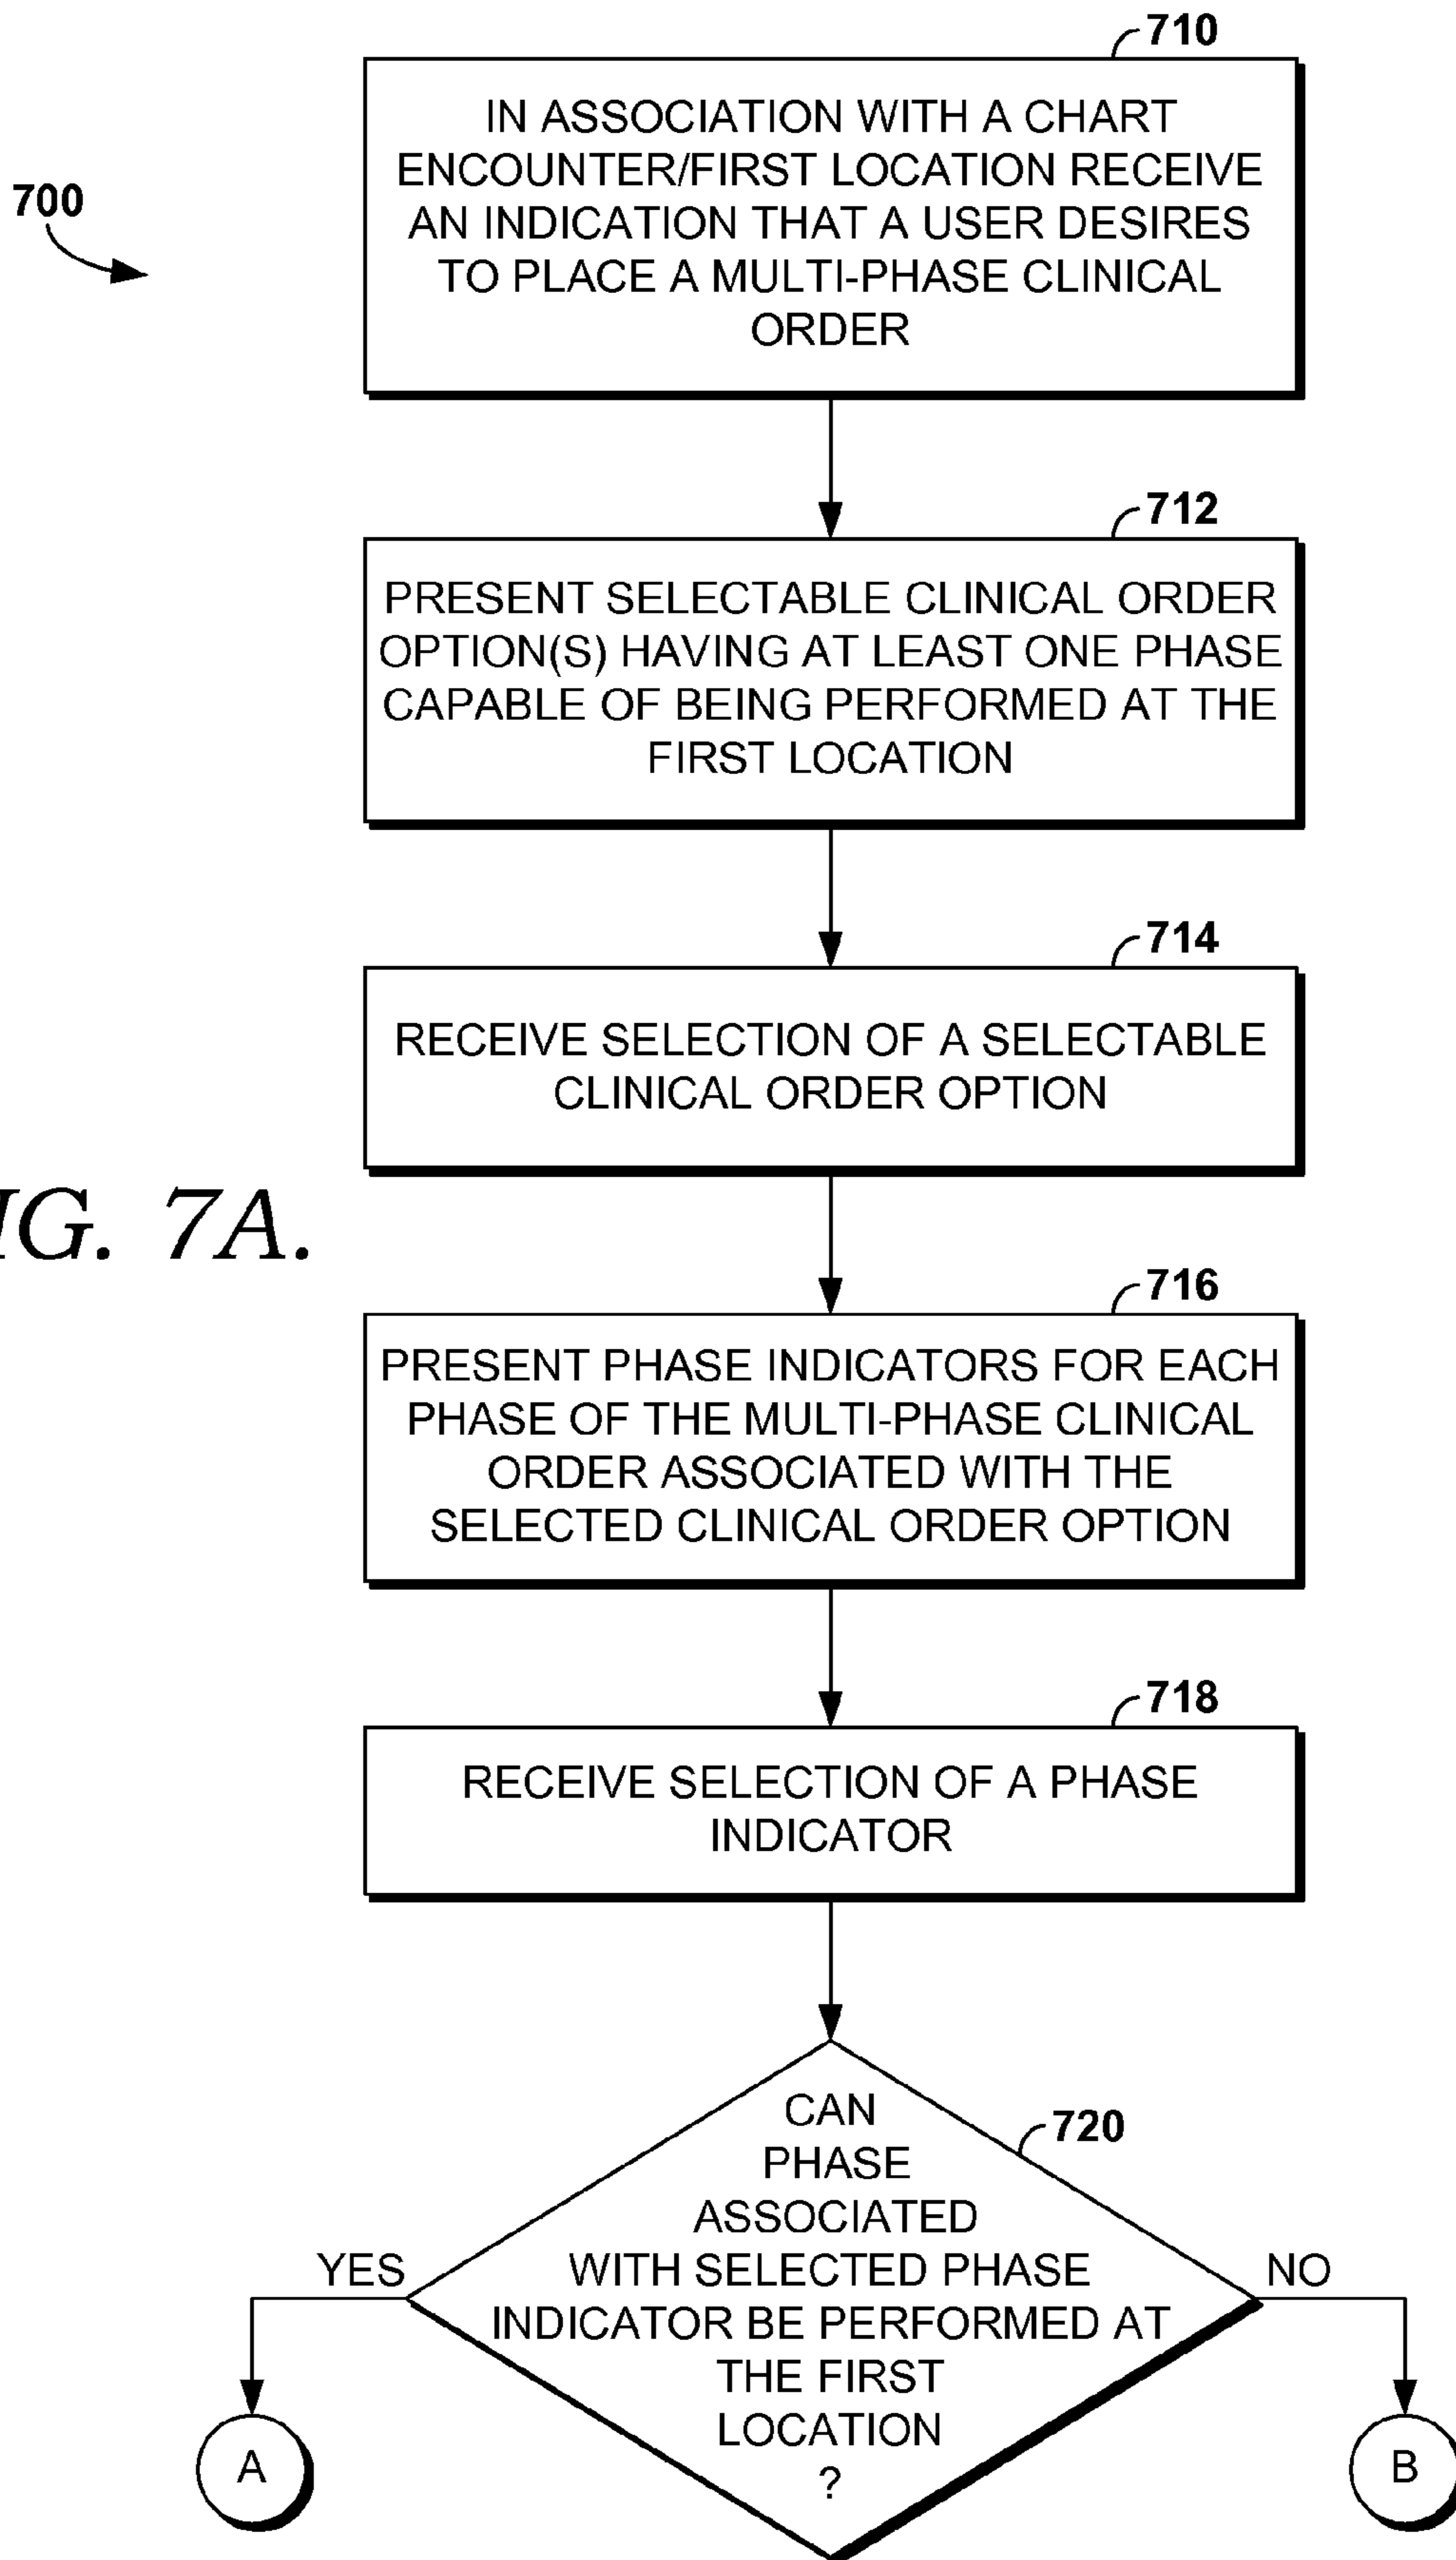 710
IN ASSOCIATION WITH A CHART
ENCOUNTER/FIRST LOCATION RECEIVE
AN INDICATION THAT A USER DESIRES
TO PLACE A MULTI-PHASE CLINICAL
ORDER
700
712
PRESENT SELECTABLE CLINICAL ORDER
OPTION(S) HAVING AT LEAST ONE PHASE
CAPABLE OF BEING PERFORMED AT THE
FIRST LOCATION
714
RECEIVE SELECTION OF A SELECTABLE
CLINICAL ORDER OPTION
IG. 7A.
716
PRESENT PHASE INDICATORS FOR EACH
PHASE OF THE MULTI-PHASE CLINICAL
ORDER ASSOCIATED WITH THE
SELECTED CLINICAL ORDER OPTION
718
RECEIVE SELECTION OF A PHASE
INDICATOR
720
CAN
PHASE
ASSOCIATED
WITH SELECTED PHASE
INDICATOR BE PERFORMED AT
THE FIRST
LOCATION
?
YES
NO
A
B